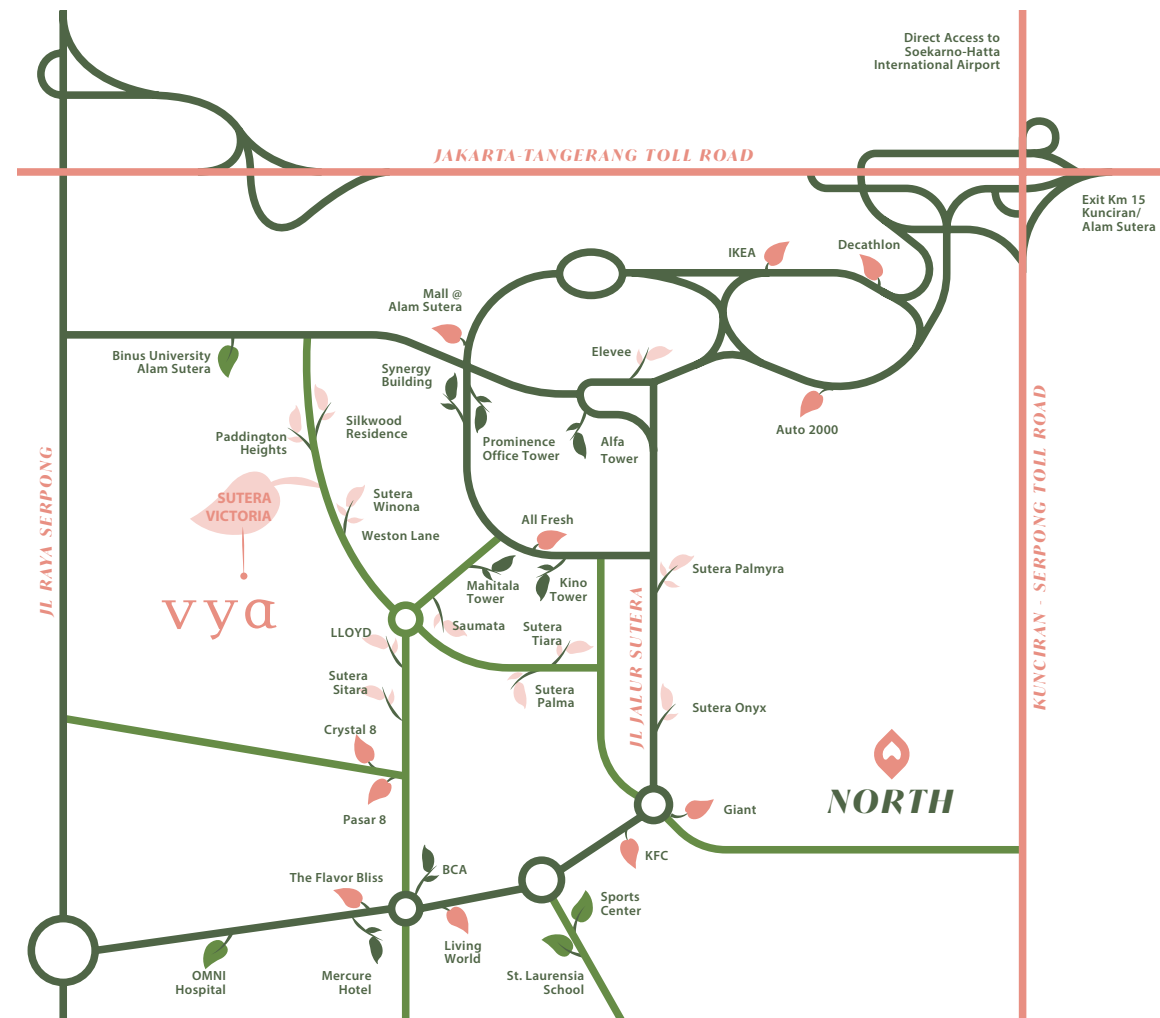 Direct Access to
Soekarno-Hatta
International Airport
JAKARTA-TANGERANG TOLL ROAD
Exit Km 15
Kunciran/
Alam Sutera
IKEA
Decathlon
Mall @
Alam Sutera
Binus University
Alam Sutera
Synergy
Building
Elevee
Auto 2000
Silkwood
Residence
Paddington
Heights
Prominence
Office Tower
Alfa
Tower
JL RAYA SERPONG
KUNCIRAN - SERPONG TOLL ROAD
SUTERA
VICTORIA
vya
Sutera
Winona
Weston Lane
All Fresh
Mahitala
Tower
Kino
Tower
Sutera Palmyra
LLOYD
Saumata
Sutera
Tiara
JL JALUR SUTERA
Sutera
Sitara
Sutera
Palma
Sutera Onyx
Crystal 8
Pasar 8
NORTH
Giant
KFC
BCA
The Flavor Bliss
Sports
Center
Living
World
OMNI
Hospital
Mercure
Hotel
St. Laurensia
School